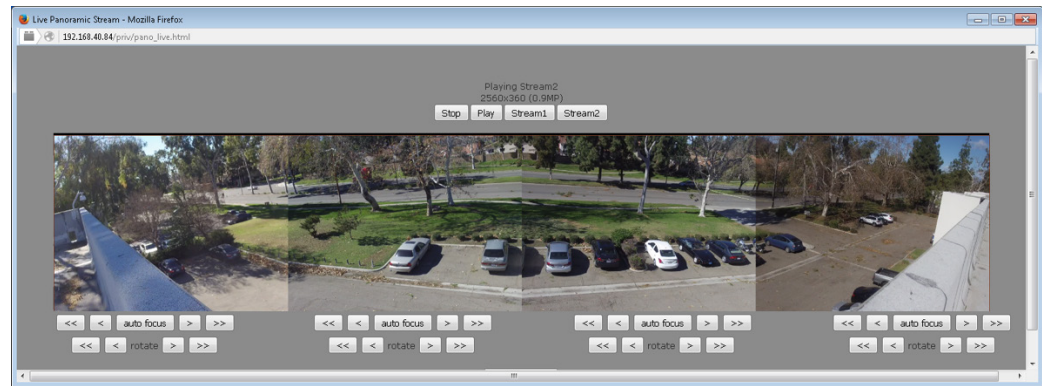 Live Panoramic Stream - Mozilla Firefox
192.168.40.84/priv/pano_live.html
Playing Stream2
2560x360 (0.9MP)
Stop Play Stream1 Stream2
<< < auto focus > >> << < auto focus > >> << < auto focus > >> << < auto focus > >>
<< < rotate > >> << < rotate > >> << < rotate > >> << < rotate > >>